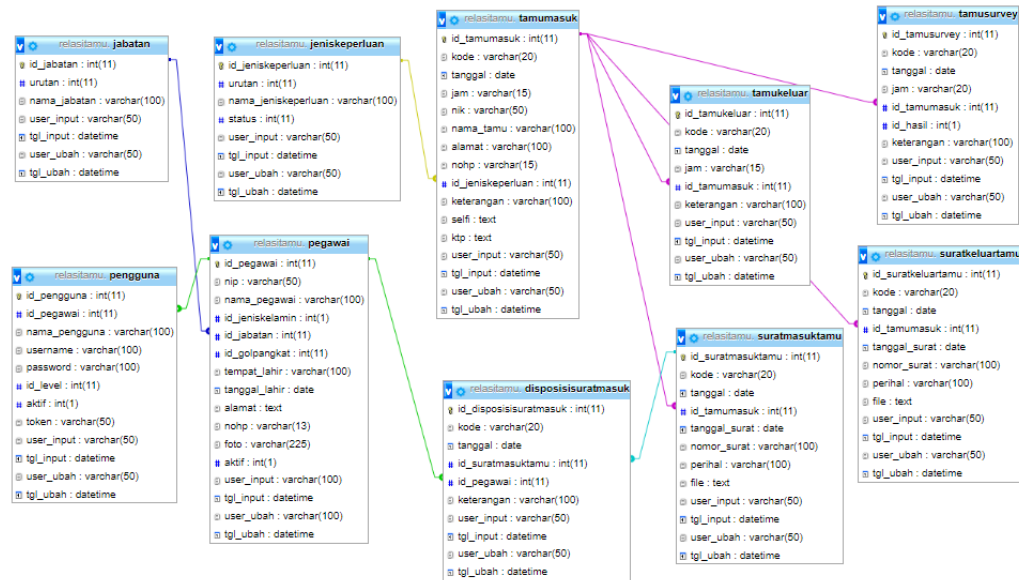 relasitamu. jabatan
id_jabatan : int(11)
urutan : int(11)
nama_jabatan : varchar(100)
user_input : varchar(50)
tgl_input : datetime
user_ubah : varchar(50)
tgl_ubah : datetime
relasitamu. jeniskeperluan
id_jeniskeperluan : int(11)
urutan : int(11)
nama_jeniskeperluan : varchar(100)
status : int(11)
user_input : varchar(50)
tgl_input : datetime
user_ubah : varchar(50)
tgl_ubah : datetime
relasitamu. tamumasuk
id_tamumasuk : int(11)
kode : varchar(20)
tanggal : date
jam : varchar(15)
nik : varchar(50)
nama_tamu : varchar(100)
alamat : varchar(100)
nohp : varchar(15)
id_jeniskeperluan : int(11)
keterangan : varchar(100)
selfi : text
ktp : text
user_input : varchar(50)
tgl_input : datetime
user_ubah : varchar(50)
tgl_ubah : datetime
relasitamu. tamukeluar
id_tamukeluar : int(11)
kode : varchar(20)
tanggal : date
jam : varchar(15)
id_tamumasuk : int(11)
keterangan : varchar(100)
user_input : varchar(50)
tgl_input : datetime
user_ubah : varchar(50)
tgl_ubah : datetime
relasitamu. tamusurvey
id_tamusurvey : int(11)
kode : varchar(20)
tanggal : date
jam : varchar(20)
id_tamumasuk : int(11)
id_hasil : int(1)
keterangan : varchar(100)
user_input : varchar(50)
tgl_input : datetime
user_ubah : varchar(50)
tgl_ubah : datetime
relasitamu. pengguna
id_pengguna : int(11)
id_pegawai : int(11)
nama_pengguna : varchar(100)
username : varchar(100)
password : varchar(100)
id_level : int(11)
aktif : int(1)
token : varchar(50)
user_input : varchar(50)
tgl_input : datetime
user_ubah : varchar(50)
tgl_ubah : datetime
relasitamu. pegawai
id_pegawai : int(11)
nip : varchar(50)
nama_pegawai : varchar(100)
id_jeniskelamin : int(1)
id_jabatan : int(11)
id_golpangkat : int(11)
tempat_lahir : varchar(100)
tanggal_lahir : date
alamat : text
nohp : varchar(13)
foto : varchar(225)
aktif : int(1)
user_input : varchar(100)
tgl_input : datetime
user_ubah : varchar(100)
tgl_ubah : datetime
relasitamu. disposisisuratmasuk
id_disposisisuratmasuk : int(11)
kode : varchar(20)
tanggal : date
id_suratmasuktamu : int(11)
id_pegawai : int(11)
keterangan : varchar(100)
user_input : varchar(50)
tgl_input : datetime
user_ubah : varchar(50)
tgl_ubah : datetime
relasitamu. suratmasuktamu
id_suratmasuktamu : int(11)
kode : varchar(20)
tanggal : date
id_tamumasuk : int(11)
tanggal_surat : date
nomor_surat : varchar(100)
perihal : varchar(100)
file : text
user_input : varchar(50)
tgl_input : datetime
user_ubah : varchar(50)
tgl_ubah : datetime
relasitamu. suratkeluartamu
id_suratkeluartamu : int(11)
kode : varchar(20)
tanggal : date
id_tamumasuk : int(11)
tanggal_surat : date
nomor_surat : varchar(100)
perihal : varchar(100)
file : text
user_input : varchar(50)
tgl_input : datetime
user_ubah : varchar(50)
tgl_ubah : datetime